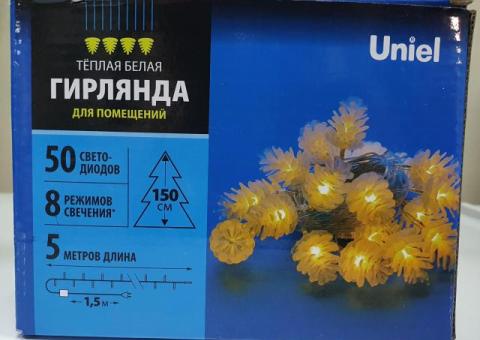 Uniel
ТЁПЛАЯ БЕЛАЯ
ГИРЛЯНДА
ДЛЯ ПОМЕЩЕНИЙ
50 СВЕТО-
ДИОДОВ
8 РЕЖИМОВ
СВЕЧЕНИЯ*
150
СМ
5 МЕТРОВ ДЛИНА
1,5 м